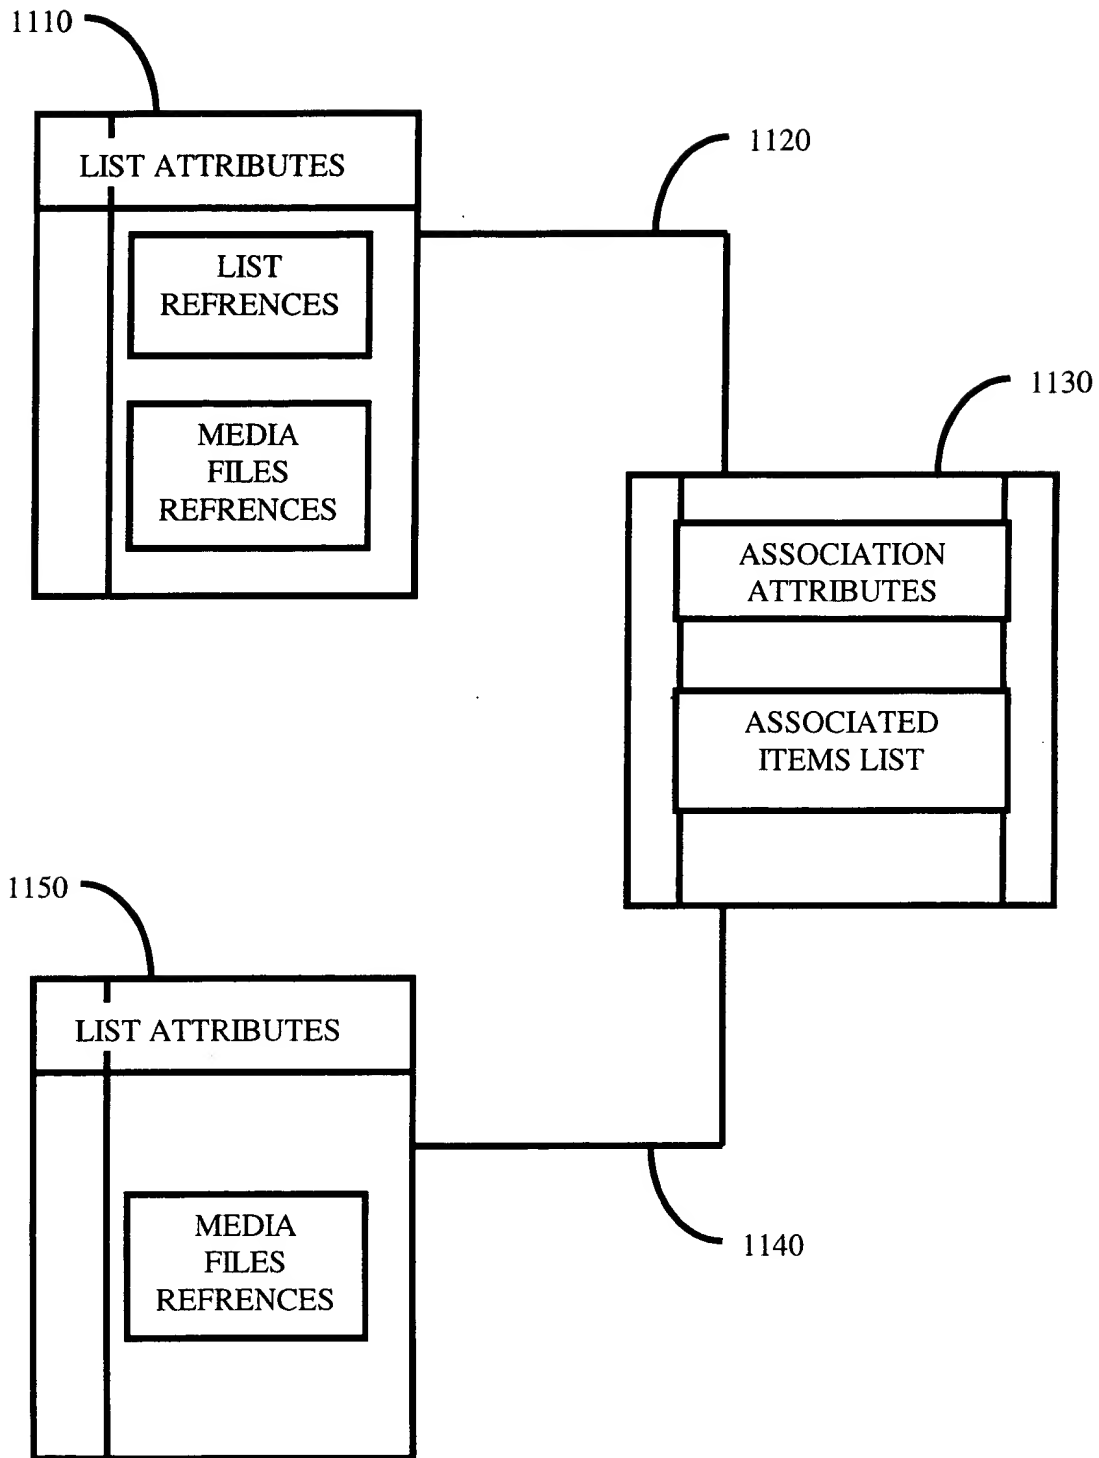 1110
LIST ATTRIBUTES
LIST
REFRENCES
MEDIA
FILES
REFRENCES
1120
1130
ASSOCIATION
ATTRIBUTES
ASSOCIATED
ITEMS LIST
1150
LIST ATTRIBUTES
MEDIA
FILES
REFRENCES
1140